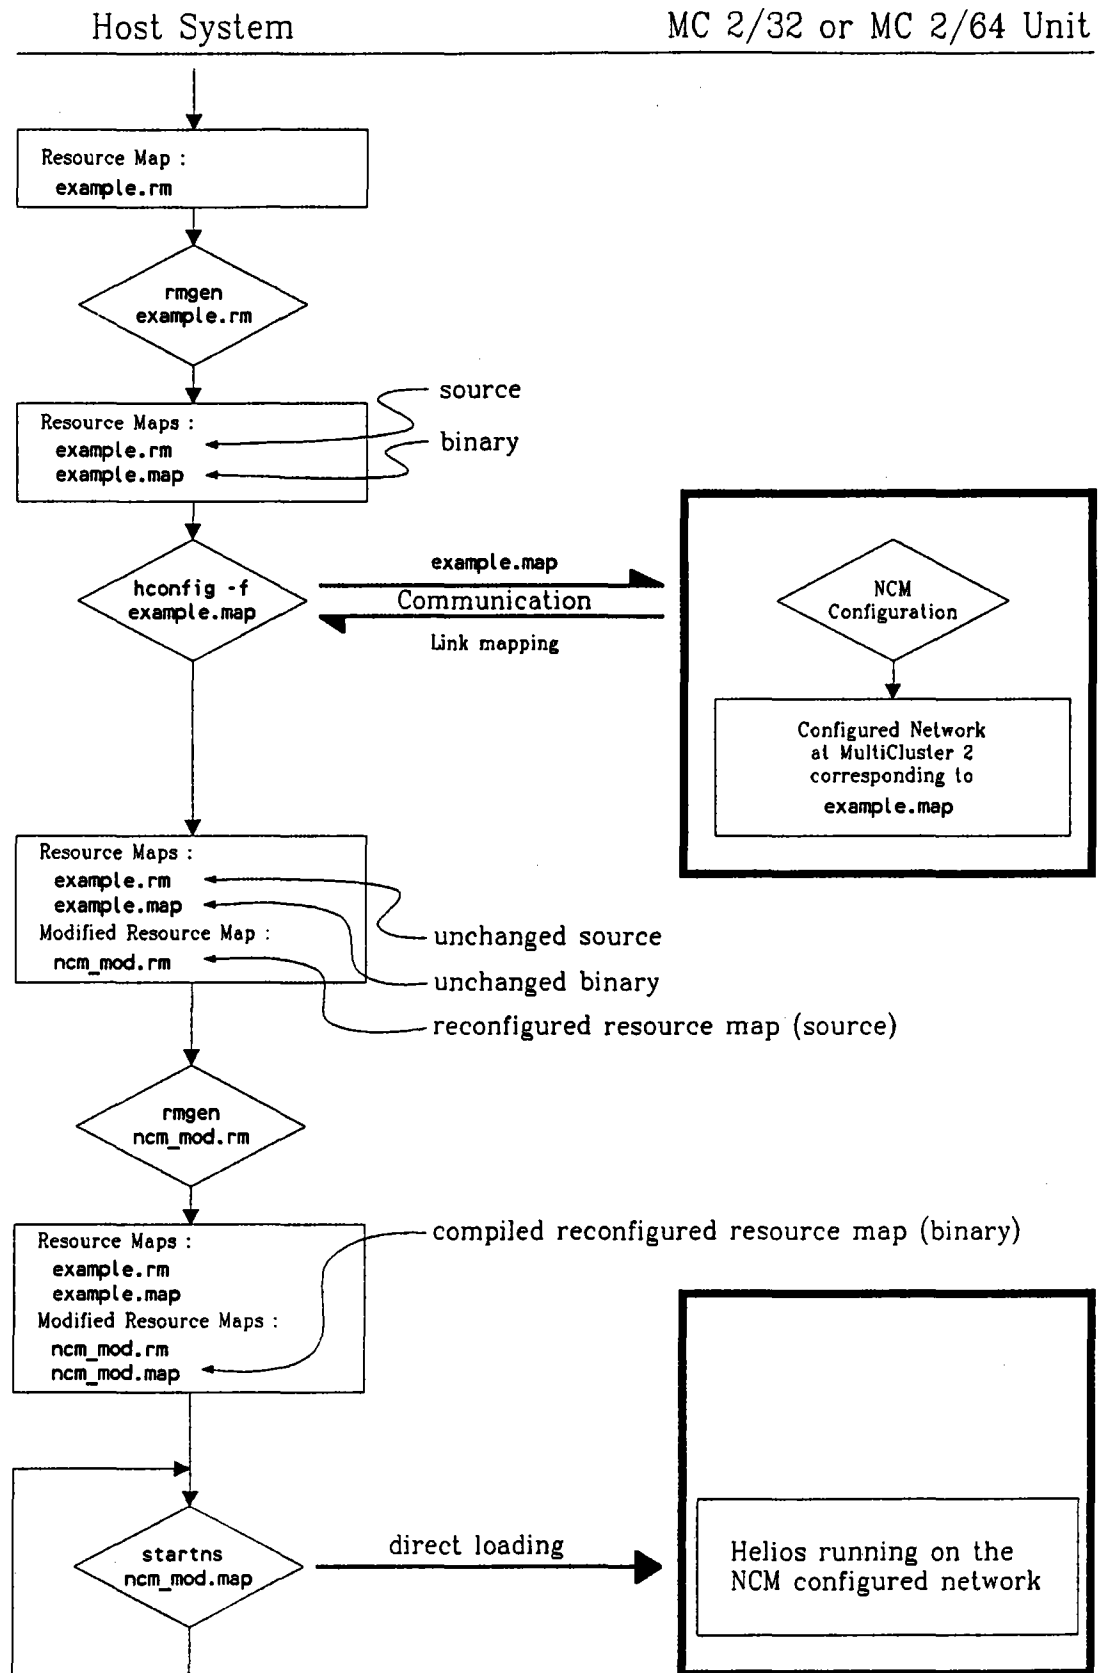 Host System
MC 2/32 or MC 2/64 Unit
Resource Map :
example.rm
rmgen
example.rm
source
Resource Maps :
example.rm
binary
example.map
hconfig -f
example.map
example.map
Communication
Link mapping
NCM
Configuration
Configured Network
at MultiCluster 2
corresponding to
example.map
Resource Maps :
example.rm
example.map
Modified Resource Map :
ncm_mod.rm
unchanged source
unchanged binary
reconfigured resource map (source)
rmgen
ncm_mod.rm
compiled reconfigured resource map (binary)
Resource Maps :
example.rm
example.map
Modified Resource Maps :
ncm_mod.rm
ncm_mod.map
startns
ncm_mod.map
direct loading
Helios running on the
NCM configured network